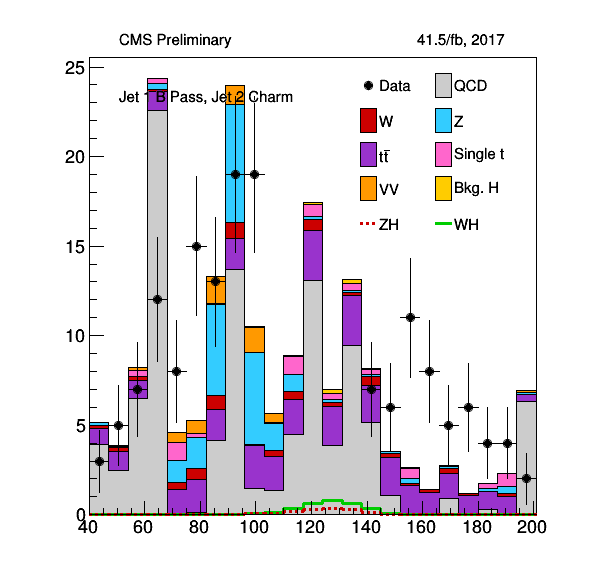 CMS Preliminary 41.5/fb, 2017
25
Jet 1 B Pass, Jet 2 Charm
Data QCD
W Z
tt̅ Single t
VV Bkg. H
ZH WH
20
15
10
5
0
40 60 80 100 120 140 160 180 200